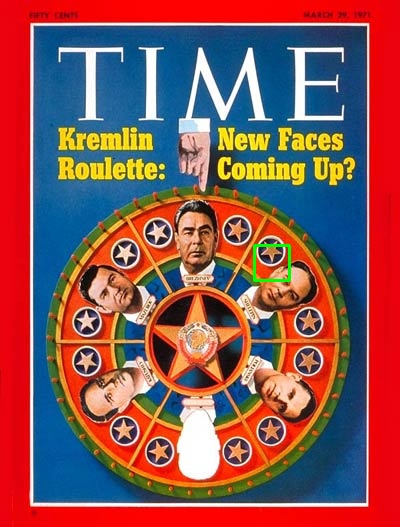 FIFTY CENTS MARCH 29, 1971
TIME
Kremlin New Faces
Roulette: Coming Up?
BREZHNEV